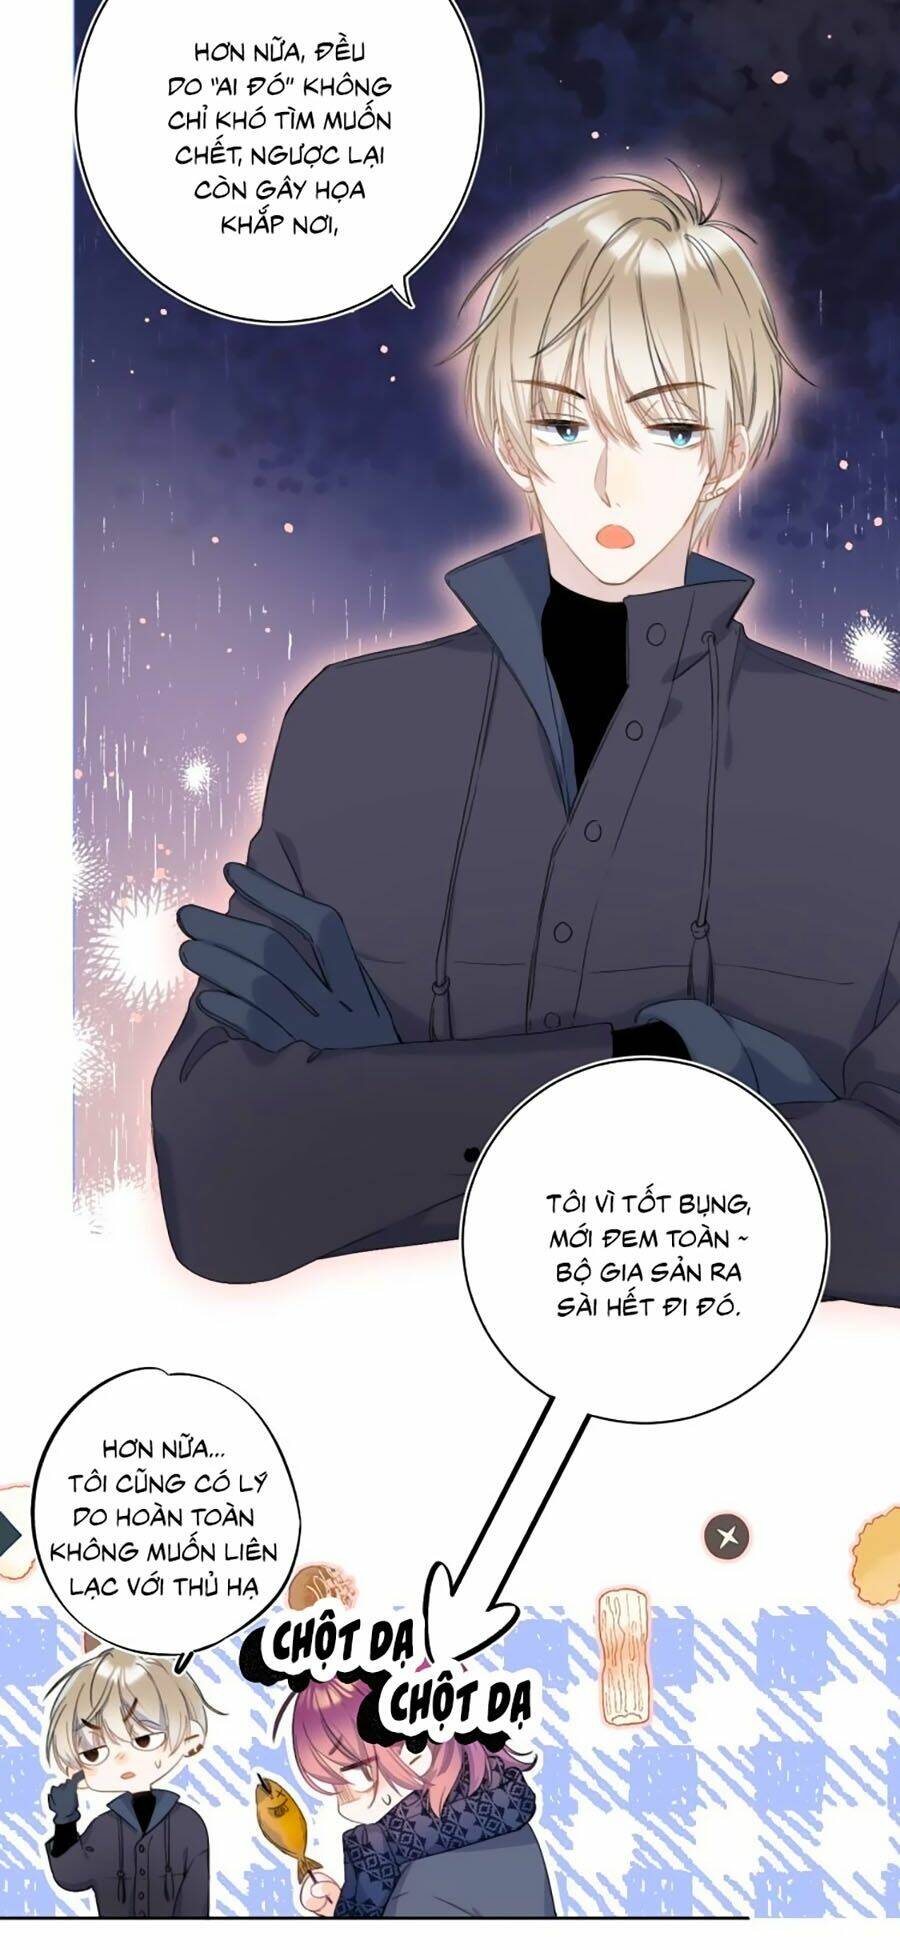 HƠN NỮA, ĐỀU
DO "AI ĐÓ" KHÔNG
CHỈ KHÓ TÌM MUỐN
CHẾT, NGƯỢC LẠI
CÒN GÂY HỌA
KHẮP NƠI,
TÔI VÌ TỐT BỤNG,
MỚI ĐEM TOÀN ~
BỘ GIA SẢN RA
SÀI HẾT ĐI ĐÓ.
HƠN NỮA...
TÔI CŨNG CÓ LÝ
DO HOÀN TOÀN
KHÔNG MUỐN LIÊN
LẠC VỚI THỦ HẠ
CHỘT DẠ
CHỘT DẠ